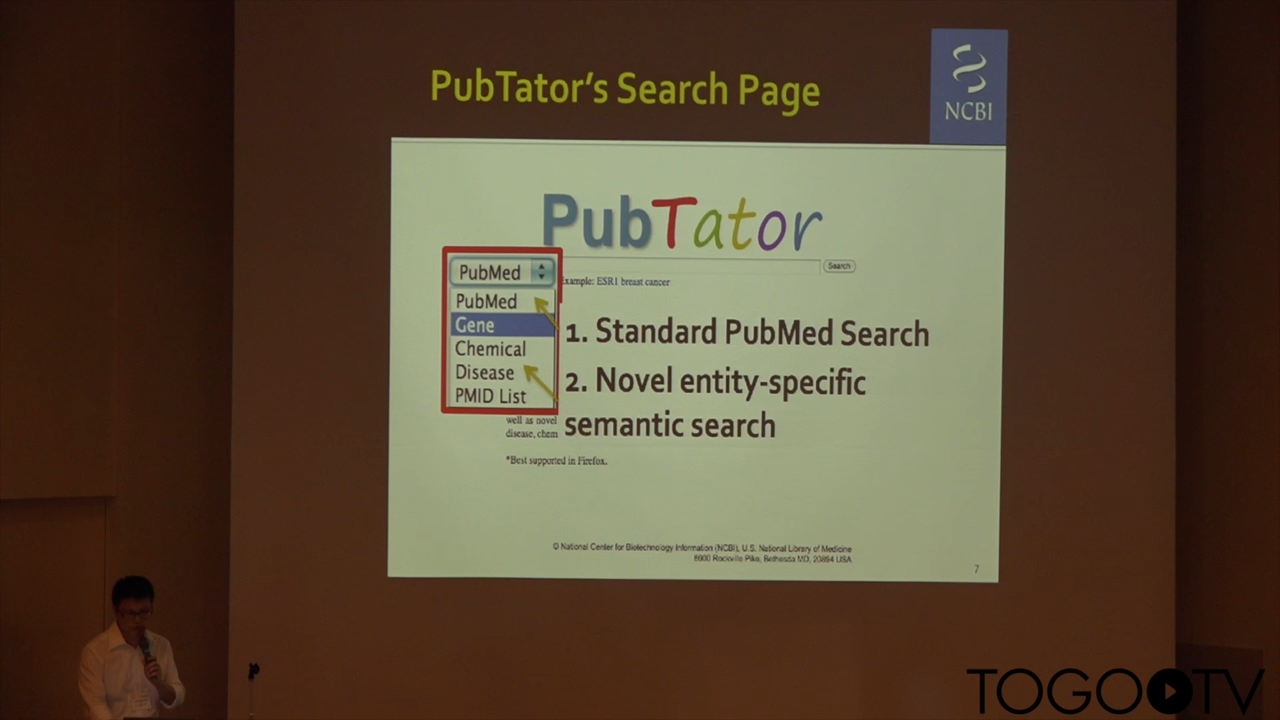 PubTator's Search Page
NCBI
PubTator
PubMed
Search
Example: ESR1 breast cancer
PubMed
Gene
Chemical
Disease
PMID List
1. Standard PubMed Search
2. Novel entity-specific
semantic search
well as novel
disease, chem
*Best supported in Firefox.
© National Center for Biotechnology Information (NCBI), U.S. National Library of Medicine
8600 Rockville Pike, Bethesda MD, 20894 USA
7
TOGOTV